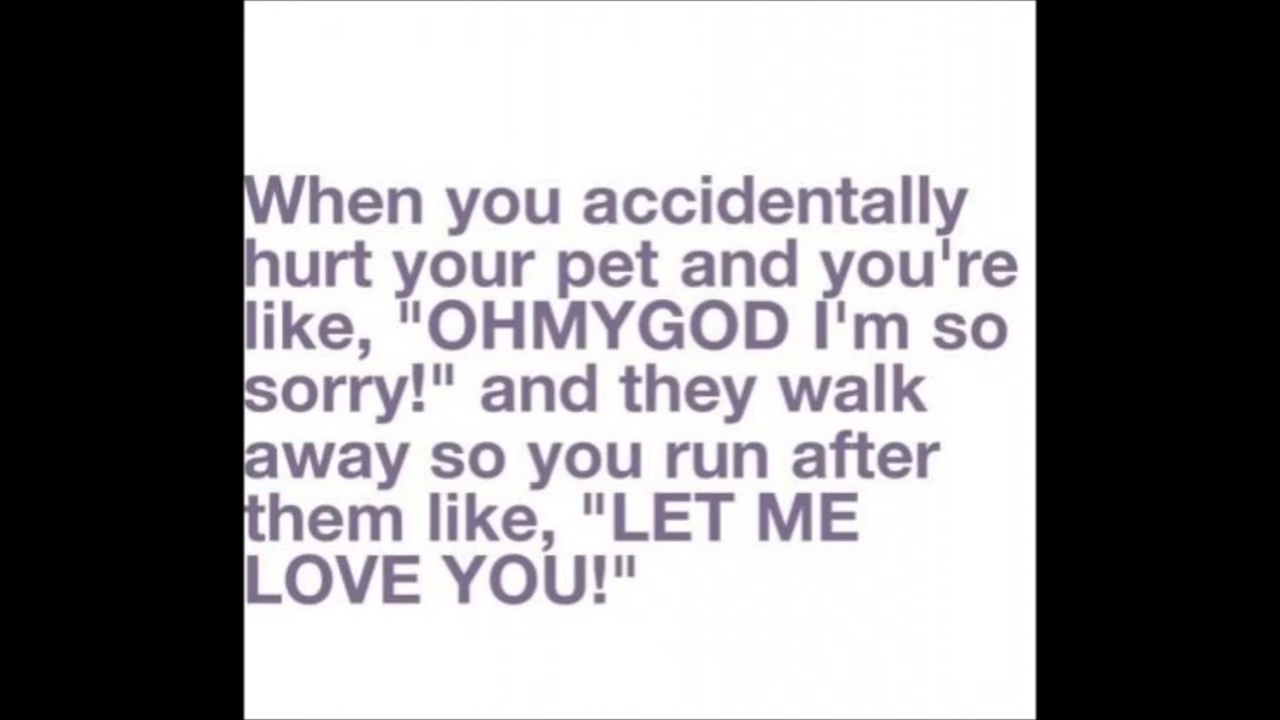 When you accidentally
hurt your pet and you're
like, "OHMYGOD I'm so
sorry!" and they walk
away so you run after
them like, "LET ME
LOVE YOU!"